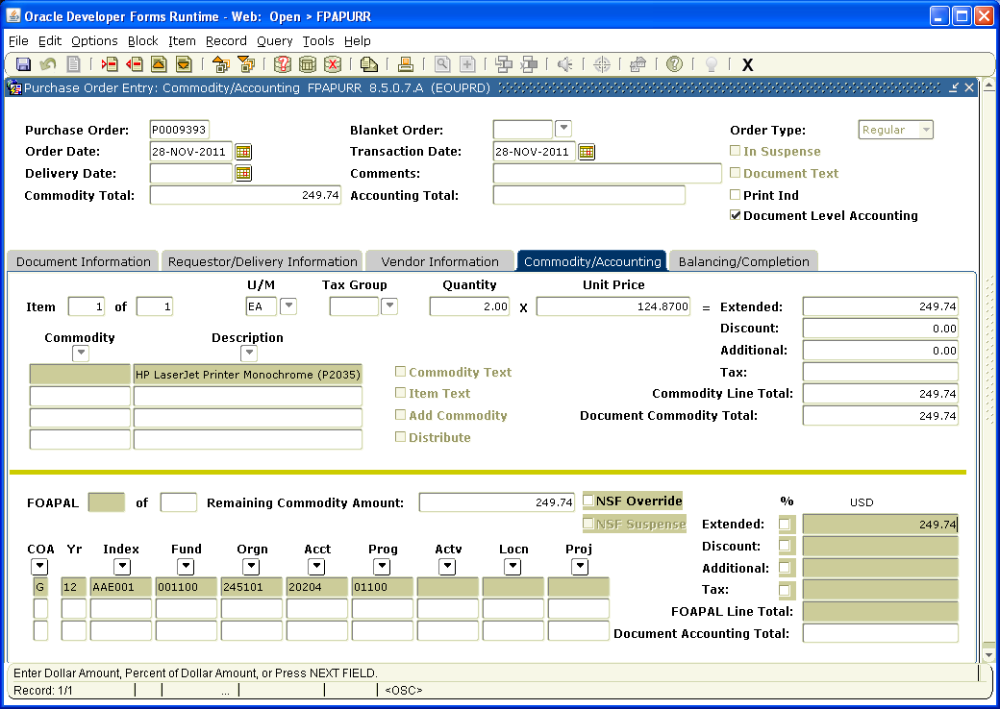 Oracle Developer Forms Runtime - Web: Open > FPAPURR
File Edit Options Block Item Record Query Tools Help
X
Purchase Order Entry: Commodity/Accounting FPAPURR 8.5.0.7.A (EOUPRD)
Purchase Order: P0009393 Blanket Order: Order Type: Regular
Order Date: 28-NOV-2011 Transaction Date: 28-NOV-2011 In Suspense
Delivery Date: Comments: Document Text
Commodity Total: 249.74 Accounting Total: Print Ind
Document Level Accounting
Document Information Requestor/Delivery Information Vendor Information Commodity/Accounting Balancing/Completion
U/M Tax Group Quantity Unit Price
Item 1 of 1 EA 2.00 X 124.8700 = Extended: 249.74
Discount: 0.00
Commodity Description
Additional: 0.00
HP LaserJet Printer Monochrome (P2035) Commodity Text Tax:
Item Text Commodity Line Total: 249.74
Add Commodity Document Commodity Total: 249.74
Distribute
FOAPAL of Remaining Commodity Amount: 249.74 NSF Override % USD
NSF Suspense Extended: 249.74
COA Yr Index Fund Orgn Acct Prog Actv Locn Proj Discount:
Additional:
G 12 AAE001 001100 245101 20204 01100 Tax:
FOAPAL Line Total:
Document Accounting Total:
Enter Dollar Amount, Percent of Dollar Amount, or Press NEXT FIELD.
Record: 1/1 ... <OSC>